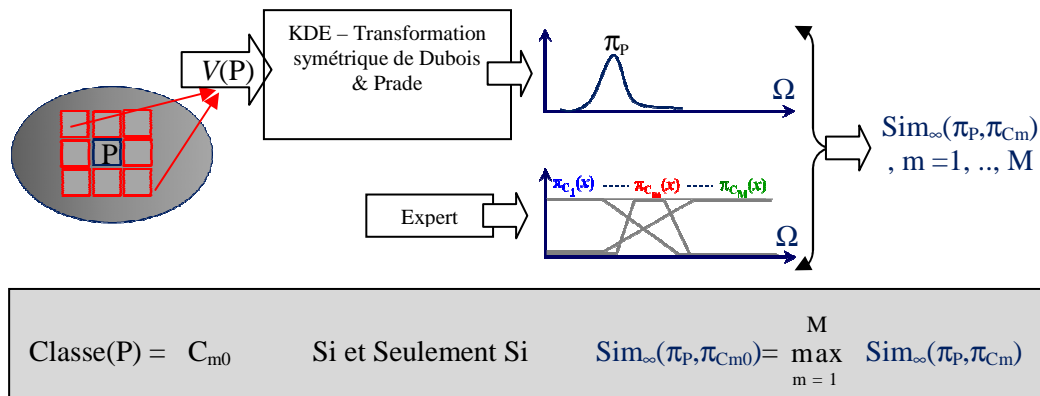 KDE – Transformation
symétrique de Dubois
& Prade
V(P)
P
π_P
Ω
Sim∞(π_P,π_Cm)
, m =1, .., M
Expert
π_C1(x) ----- π_Cm(x) ----- π_CM(x)
Ω
Classe(P) = C_m0 Si et Seulement Si Sim∞(π_P,π_Cm0)= M max m = 1 Sim∞(π_P,π_Cm)